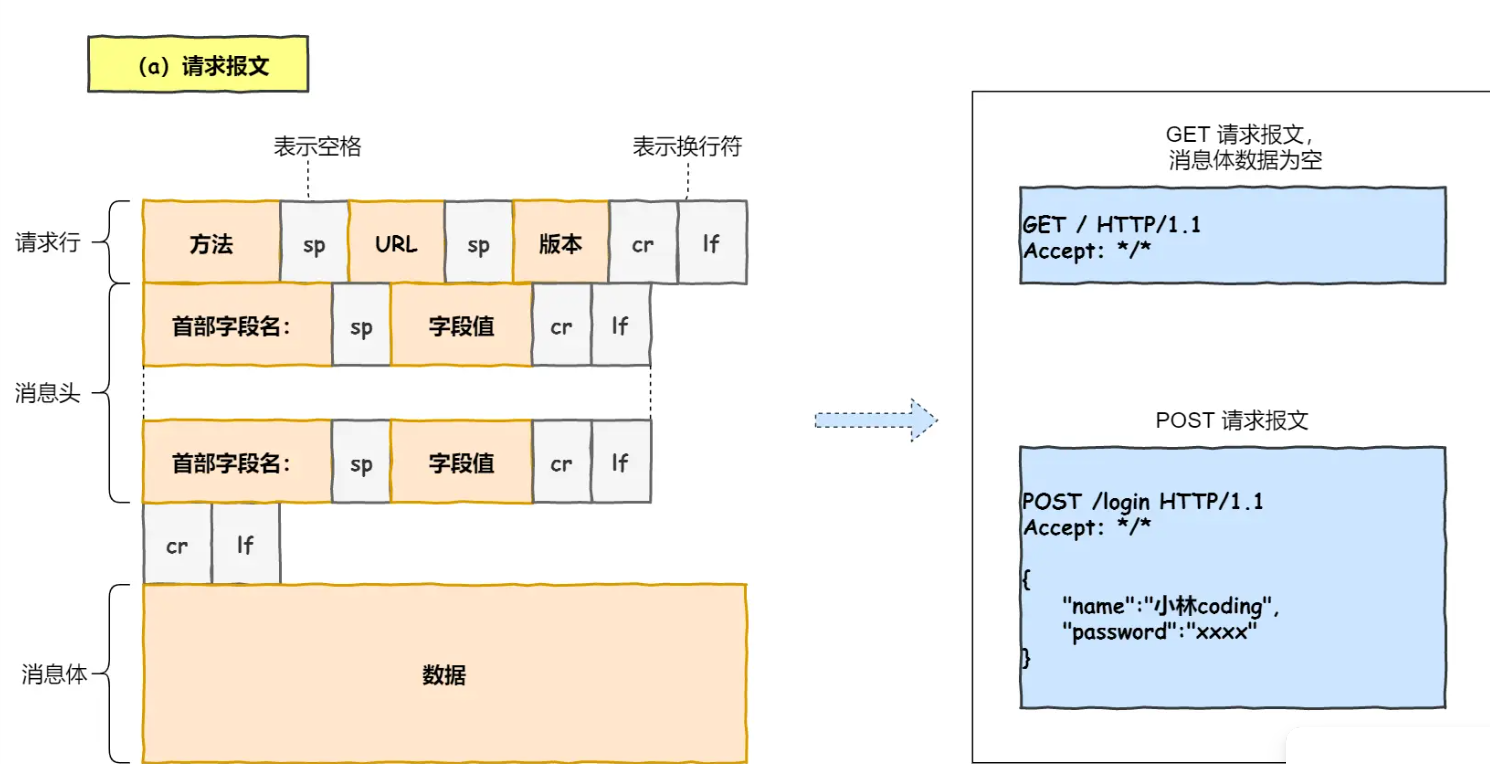 （a）请求报文
表示空格
表示换行符
请求行
方法 sp URL sp 版本 cr lf
消息头
首部字段名： sp 字段值 cr lf
首部字段名： sp 字段值 cr lf
cr lf
消息体
数据
GET 请求报文，
消息体数据为空
GET / HTTP/1.1
Accept: */*
POST 请求报文
POST /login HTTP/1.1
Accept: */*
{
"name":"小林coding",
"password":"xxxx"
}